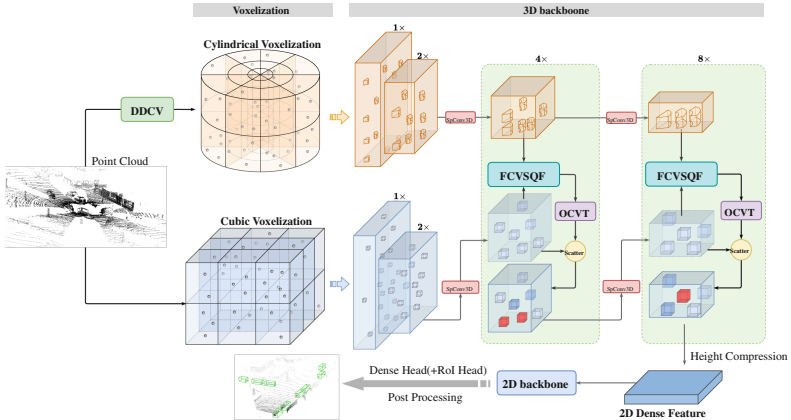 Voxelization
3D backbone
Cylindrical Voxelization
1×
2×
4×
8×
DDCV
SpConv3D
SpConv3D
Point Cloud
FCVSQF
FCVSQF
OCVT
OCVT
Cubic Voxelization
1×
2×
Scatter
Scatter
SpConv3D
SpConv3D
Height Compression
Dense Head(+RoI Head)
2D backbone
Post Processing
2D Dense Feature